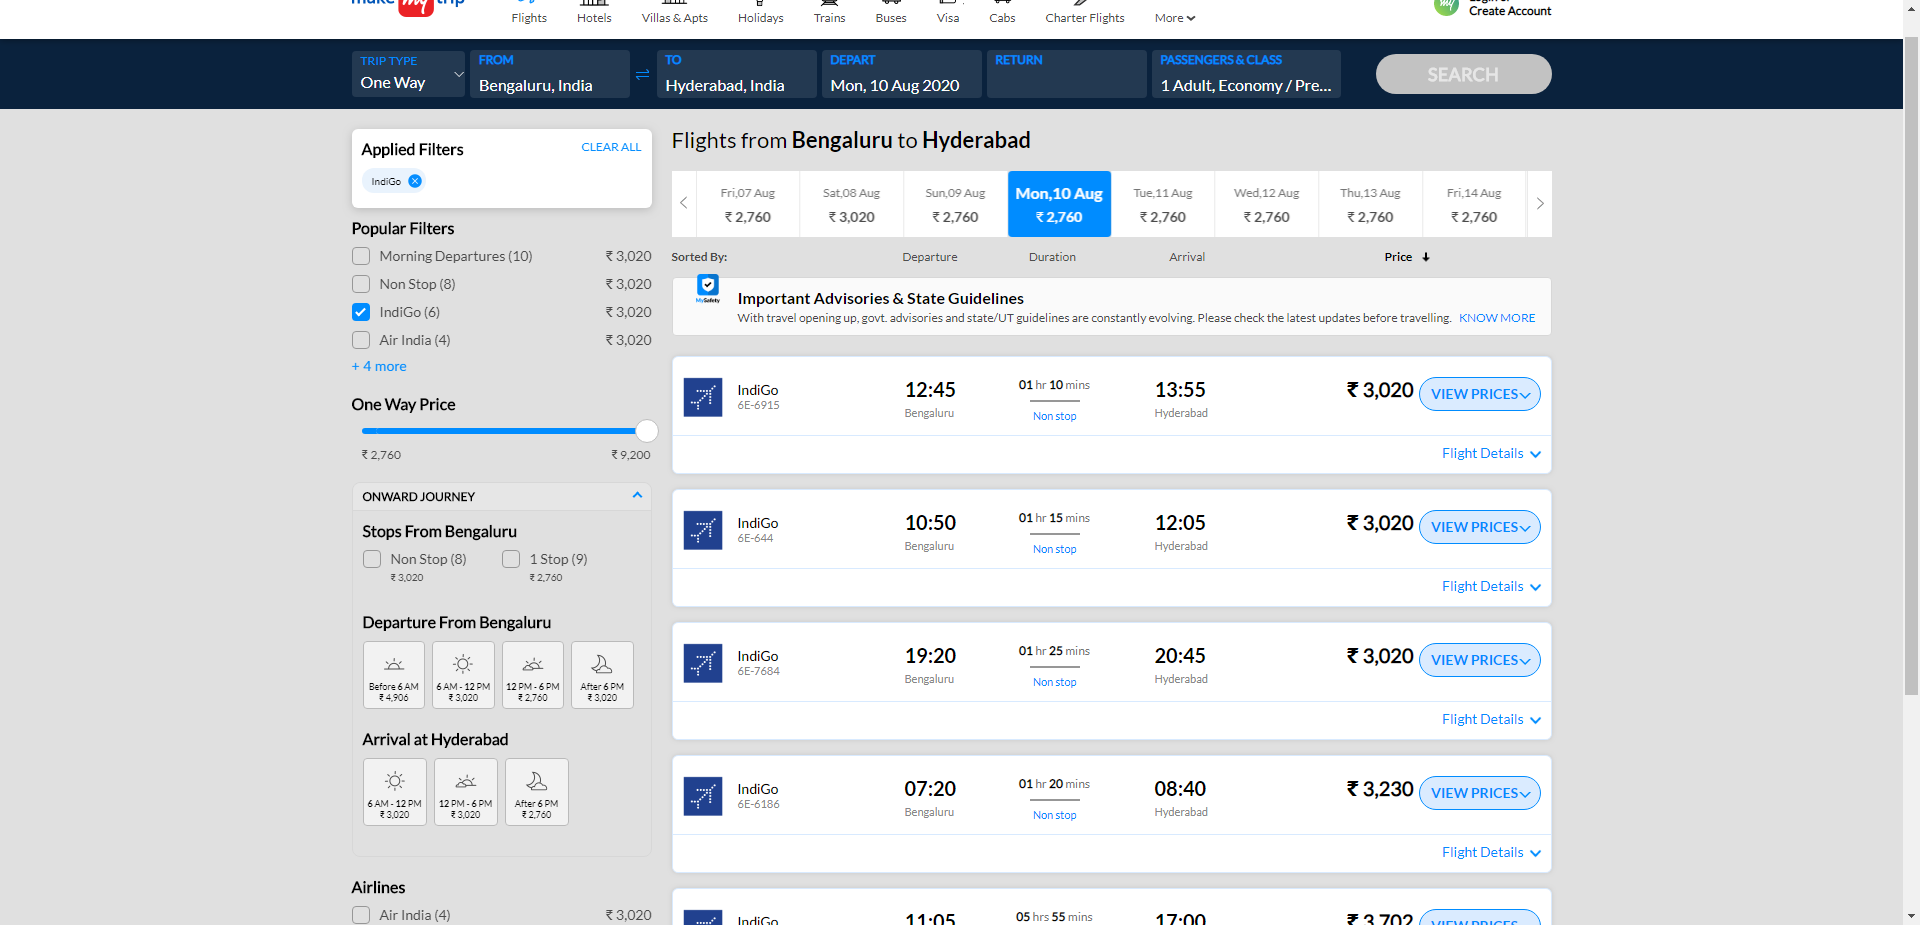 make my trip
Flights
Hotels
Villas & Apts
Holidays
Trains
Buses
Visa
Cabs
Charter Flights
More
my
Login or
Create Account
TRIP TYPE
One Way
FROM
Bengaluru, India
TO
Hyderabad, India
DEPART
Mon, 10 Aug 2020
RETURN
PASSENGERS & CLASS
1 Adult, Economy / Pre...
SEARCH
Applied Filters
CLEAR ALL
IndiGo
Popular Filters
Morning Departures (10) ₹ 3,020
Non Stop (8) ₹ 3,020
IndiGo (6) ₹ 3,020
Air India (4) ₹ 3,020
+ 4 more
One Way Price
₹ 2,760 ₹ 9,200
ONWARD JOURNEY
Stops From Bengaluru
Non Stop (8) 1 Stop (9)
₹ 3,020 ₹ 2,760
Departure From Bengaluru
Before 6 AM 6 AM - 12 PM 12 PM - 6 PM After 6 PM
₹ 4,906 ₹ 3,020 ₹ 2,760 ₹ 3,020
Arrival at Hyderabad
6 AM - 12 PM 12 PM - 6 PM After 6 PM
₹ 3,020 ₹ 3,020 ₹ 2,760
Airlines
Air India (4) ₹ 3,020
Flights from Bengaluru to Hyderabad
Fri,07 Aug Sat,08 Aug Sun,09 Aug Mon,10 Aug Tue,11 Aug Wed,12 Aug Thu,13 Aug Fri,14 Aug
₹ 2,760 ₹ 3,020 ₹ 2,760 ₹ 2,760 ₹ 2,760 ₹ 2,760 ₹ 2,760 ₹ 2,760
Sorted By: Departure Duration Arrival Price
MySafety
Important Advisories & State Guidelines
With travel opening up, govt. advisories and state/UT guidelines are constantly evolving. Please check the latest updates before travelling. KNOW MORE
IndiGo 12:45 01 hr 10 mins 13:55 ₹ 3,020 VIEW PRICES
6E-6915 Bengaluru Non stop Hyderabad
Flight Details
IndiGo 10:50 01 hr 15 mins 12:05 ₹ 3,020 VIEW PRICES
6E-644 Bengaluru Non stop Hyderabad
Flight Details
IndiGo 19:20 01 hr 25 mins 20:45 ₹ 3,020 VIEW PRICES
6E-7684 Bengaluru Non stop Hyderabad
Flight Details
IndiGo 07:20 01 hr 20 mins 08:40 ₹ 3,230 VIEW PRICES
6E-6186 Bengaluru Non stop Hyderabad
Flight Details
IndiGo 11:05 05 hrs 55 mins 17:00 ₹ 3,702 VIEW PRICES